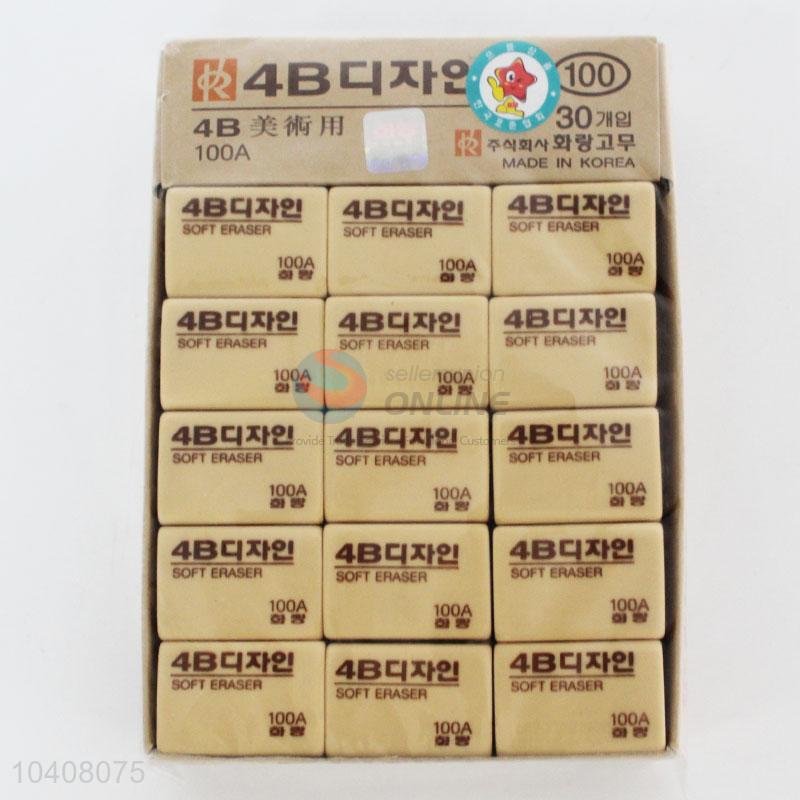 4B디자인 100
4B 美術用
100A
30개입
주식회사 화랑고무
MADE IN KOREA
4B디자인
SOFT ERASER
100A
화랑
4B디자인
SOFT ERASER
100A
화랑
4B디자인
SOFT ERASER
100A
화랑
4B디자인
SOFT ERASER
100A
화랑
4B디자인
SOFT ERASER
100A
화랑
4B디자인
SOFT ERASER
100A
화랑
sellersunion
ONLINE
4B디자인
SOFT ERASER
100A
화랑
4B디자인
SOFT ERASER
100A
화랑
4B디자인
SOFT ERASER
100A
화랑
4B디자인
SOFT ERASER
100A
화랑
4B디자인
SOFT ERASER
100A
화랑
4B디자인
SOFT ERASER
100A
화랑
4B디자인
SOFT ERASER
100A
화랑
4B디자인
SOFT ERASER
100A
화랑
4B디자인
SOFT ERASER
100A
화랑
10408075